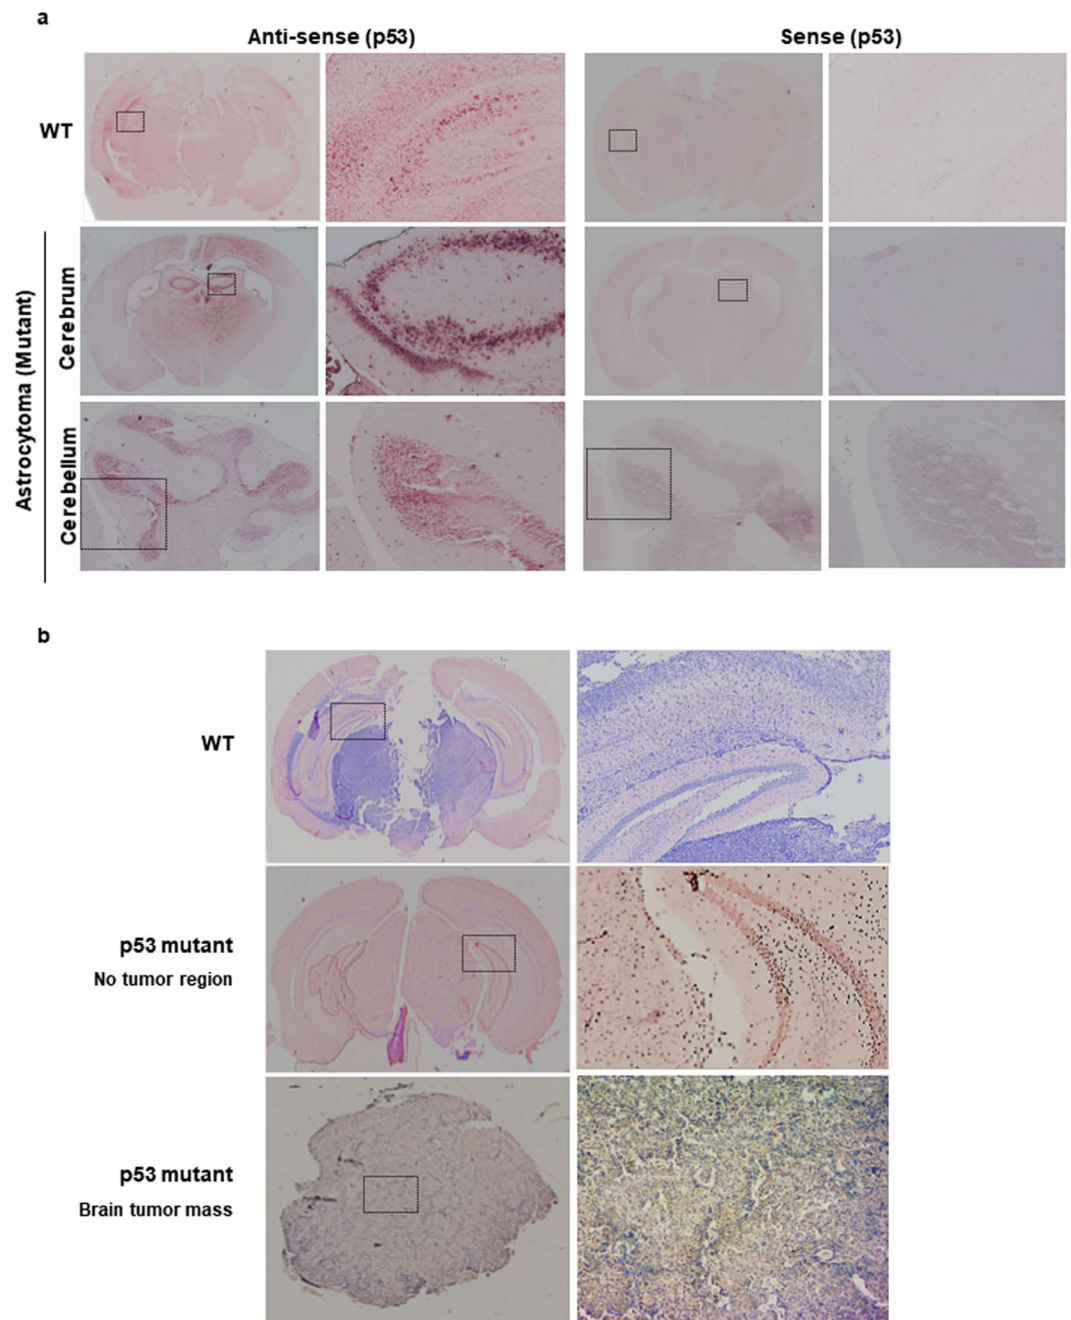 a
Anti-sense (p53)
Sense (p53)
WT
Astrocytoma (Mutant)
Cerebrum
Cerebellum
b
WT
p53 mutant
No tumor region
p53 mutant
Brain tumor mass